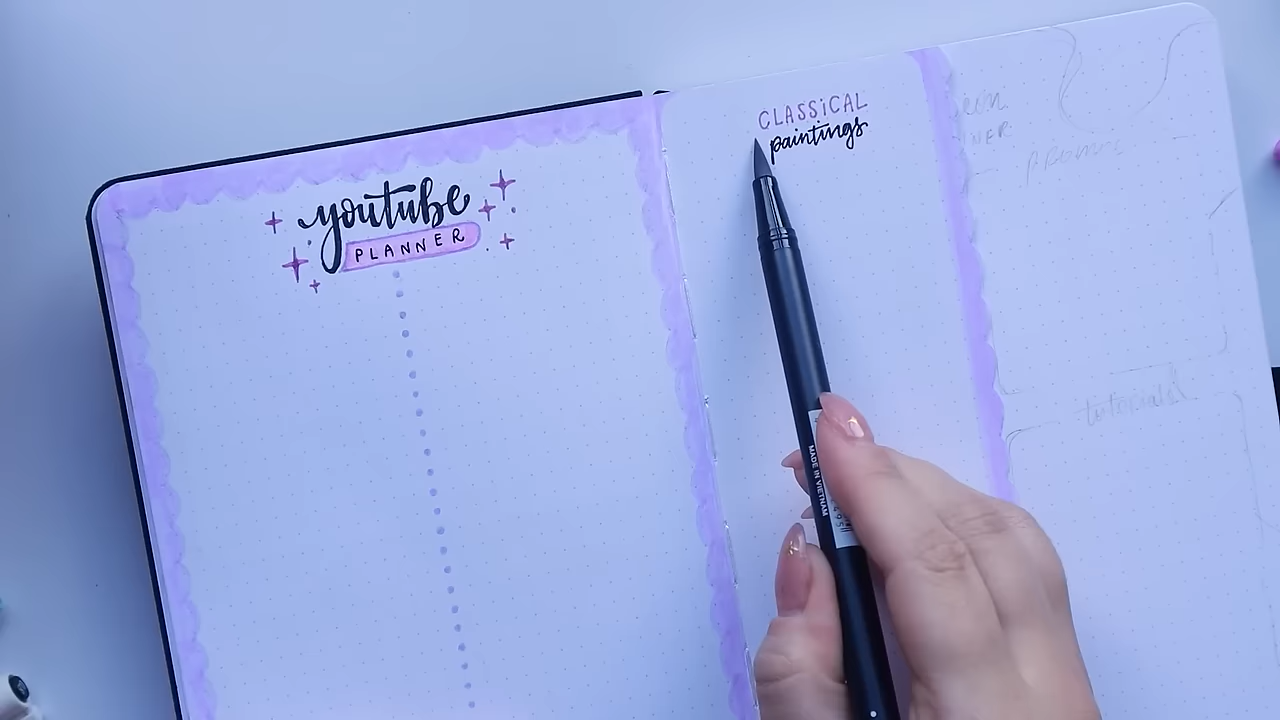 youtube
PLANNER
CLASSiCAL
paintings
tutorials
MADE IN VIETNAM